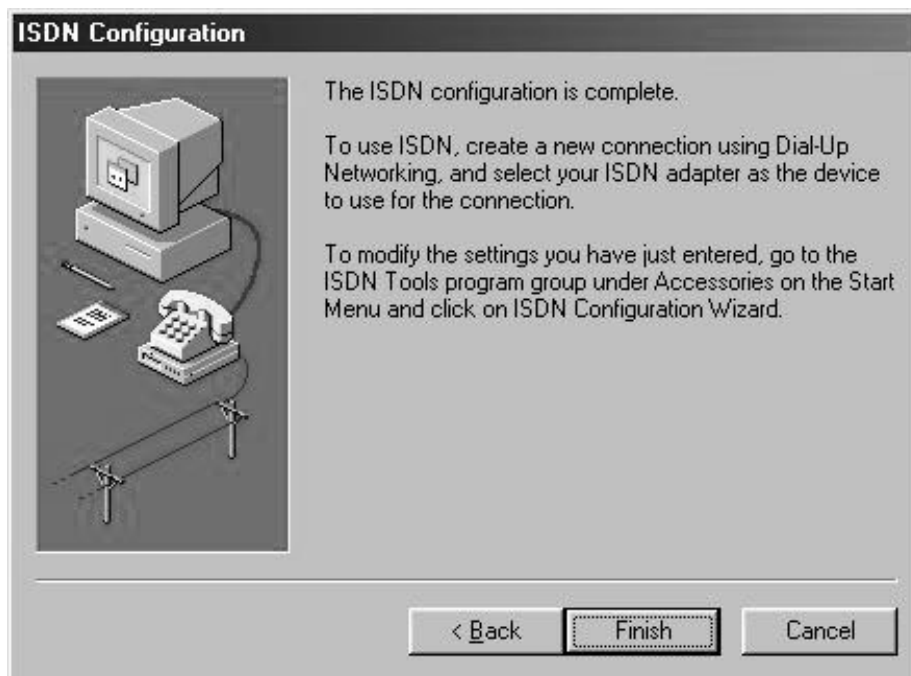 ISDN Configuration
The ISDN configuration is complete.
To use ISDN, create a new connection using Dial-Up
Networking, and select your ISDN adapter as the device
to use for the connection.
To modify the settings you have just entered, go to the
ISDN Tools program group under Accessories on the Start
Menu and click on ISDN Configuration Wizard.
< Back
Finish
Cancel